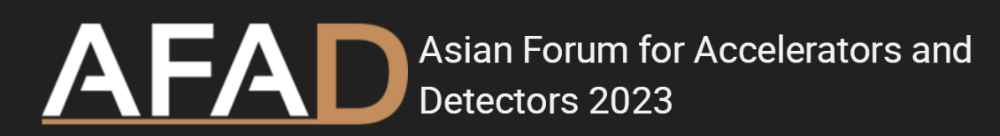 AFAD
Asian Forum for Accelerators and
Detectors 2023